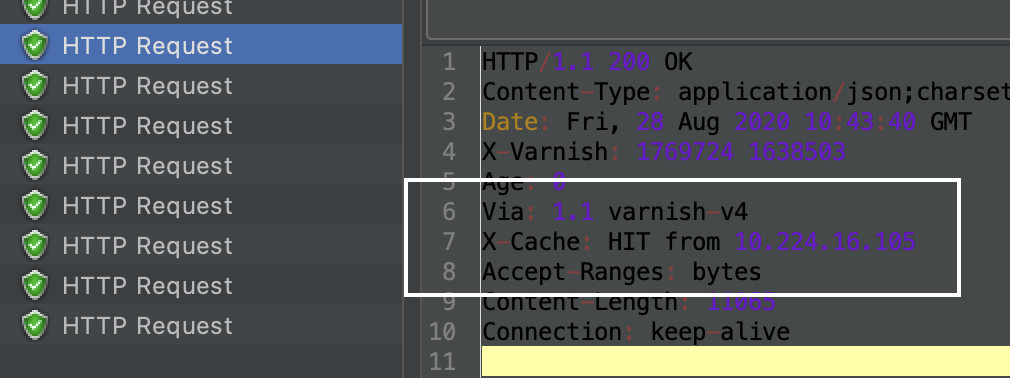 HTTP Request
HTTP Request
HTTP Request
HTTP Request
HTTP Request
HTTP Request
HTTP Request
HTTP Request
HTTP Request
1 HTTP/1.1 200 OK
2 Content-Type: application/json;charset
3 Date: Fri, 28 Aug 2020 10:43:40 GMT
4 X-Varnish: 1769724 1638503
5 Age:
6 Via: 1.1 varnish-v4
7 X-Cache: HIT from 10.224.16.105
8 Accept-Ranges: bytes
9 Content-Length: 11065
10 Connection: keep-alive
11